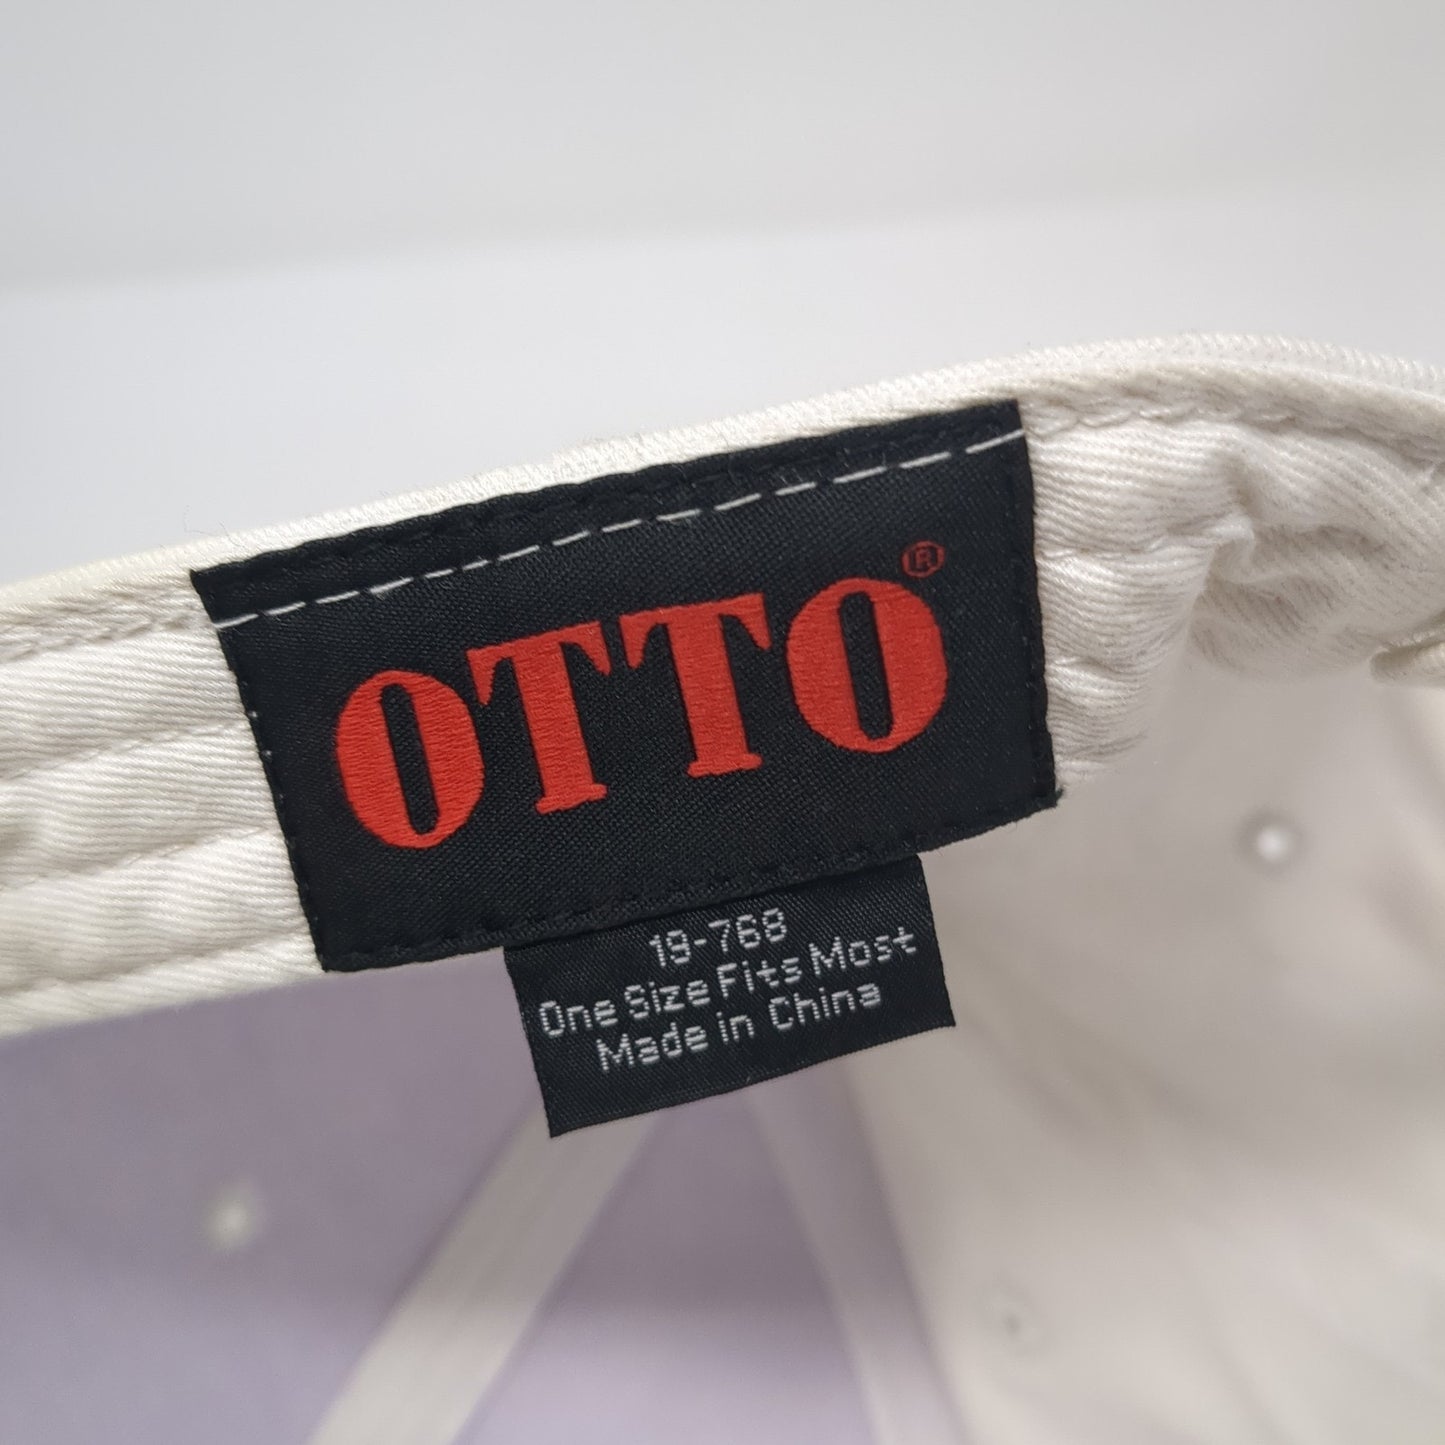 OTTO®
19-768
One Size Fits Most
Made in China